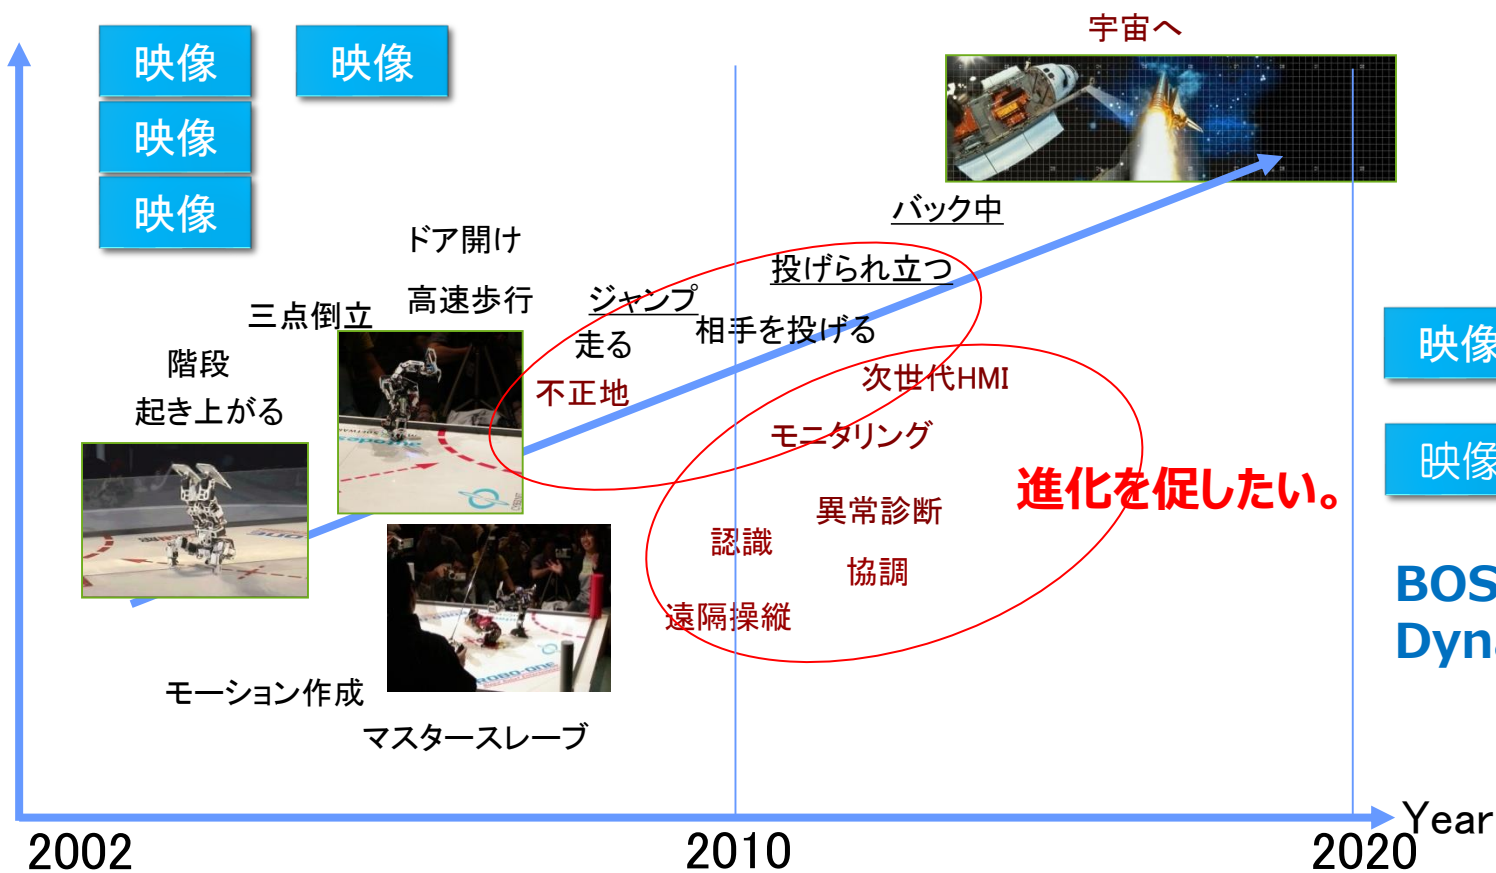 宇宙へ
映像
映像
映像
映像
バック中
ドア開け
投げられ立つ
高速歩行
ジャンプ
三点倒立
相手を投げる
走る
階段
不正地
次世代HMI
起き上がる
モニタリング
映像
映像
進化を促したい。
異常診断
認識
協調
BOS
Dyna
遠隔操縦
ROBO-ONE
モーション作成
マスタースレーブ
Year
2002
2010
2020